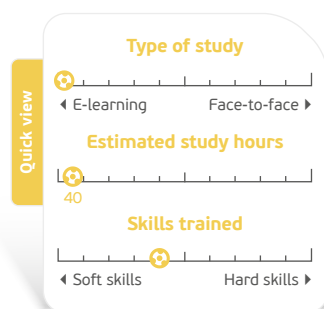 Quick view
Type of study
E-learning Face-to-face
Estimated study hours
40
Skills trained
Soft skills Hard skills